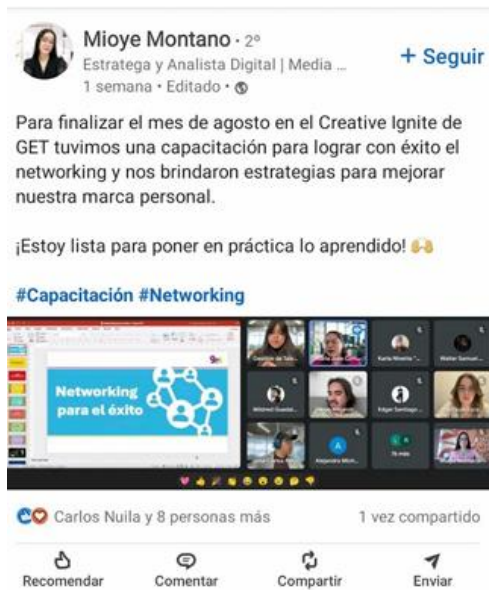 Mioye Montano · 2º
+ Seguir
Estratega y Analista Digital | Media ...
1 semana • Editado •
Para finalizar el mes de agosto en el Creative Ignite de
GET tuvimos una capacitación para lograr con éxito el
networking y nos brindaron estrategias para mejorar
nuestra marca personal.
¡Estoy lista para poner en práctica lo aprendido! 🙌
#Capacitación #Networking
Networking
para el éxito
A
Carlos Nuila y 8 personas más
1 vez compartido
Recomendar
Comentar
Compartir
Enviar